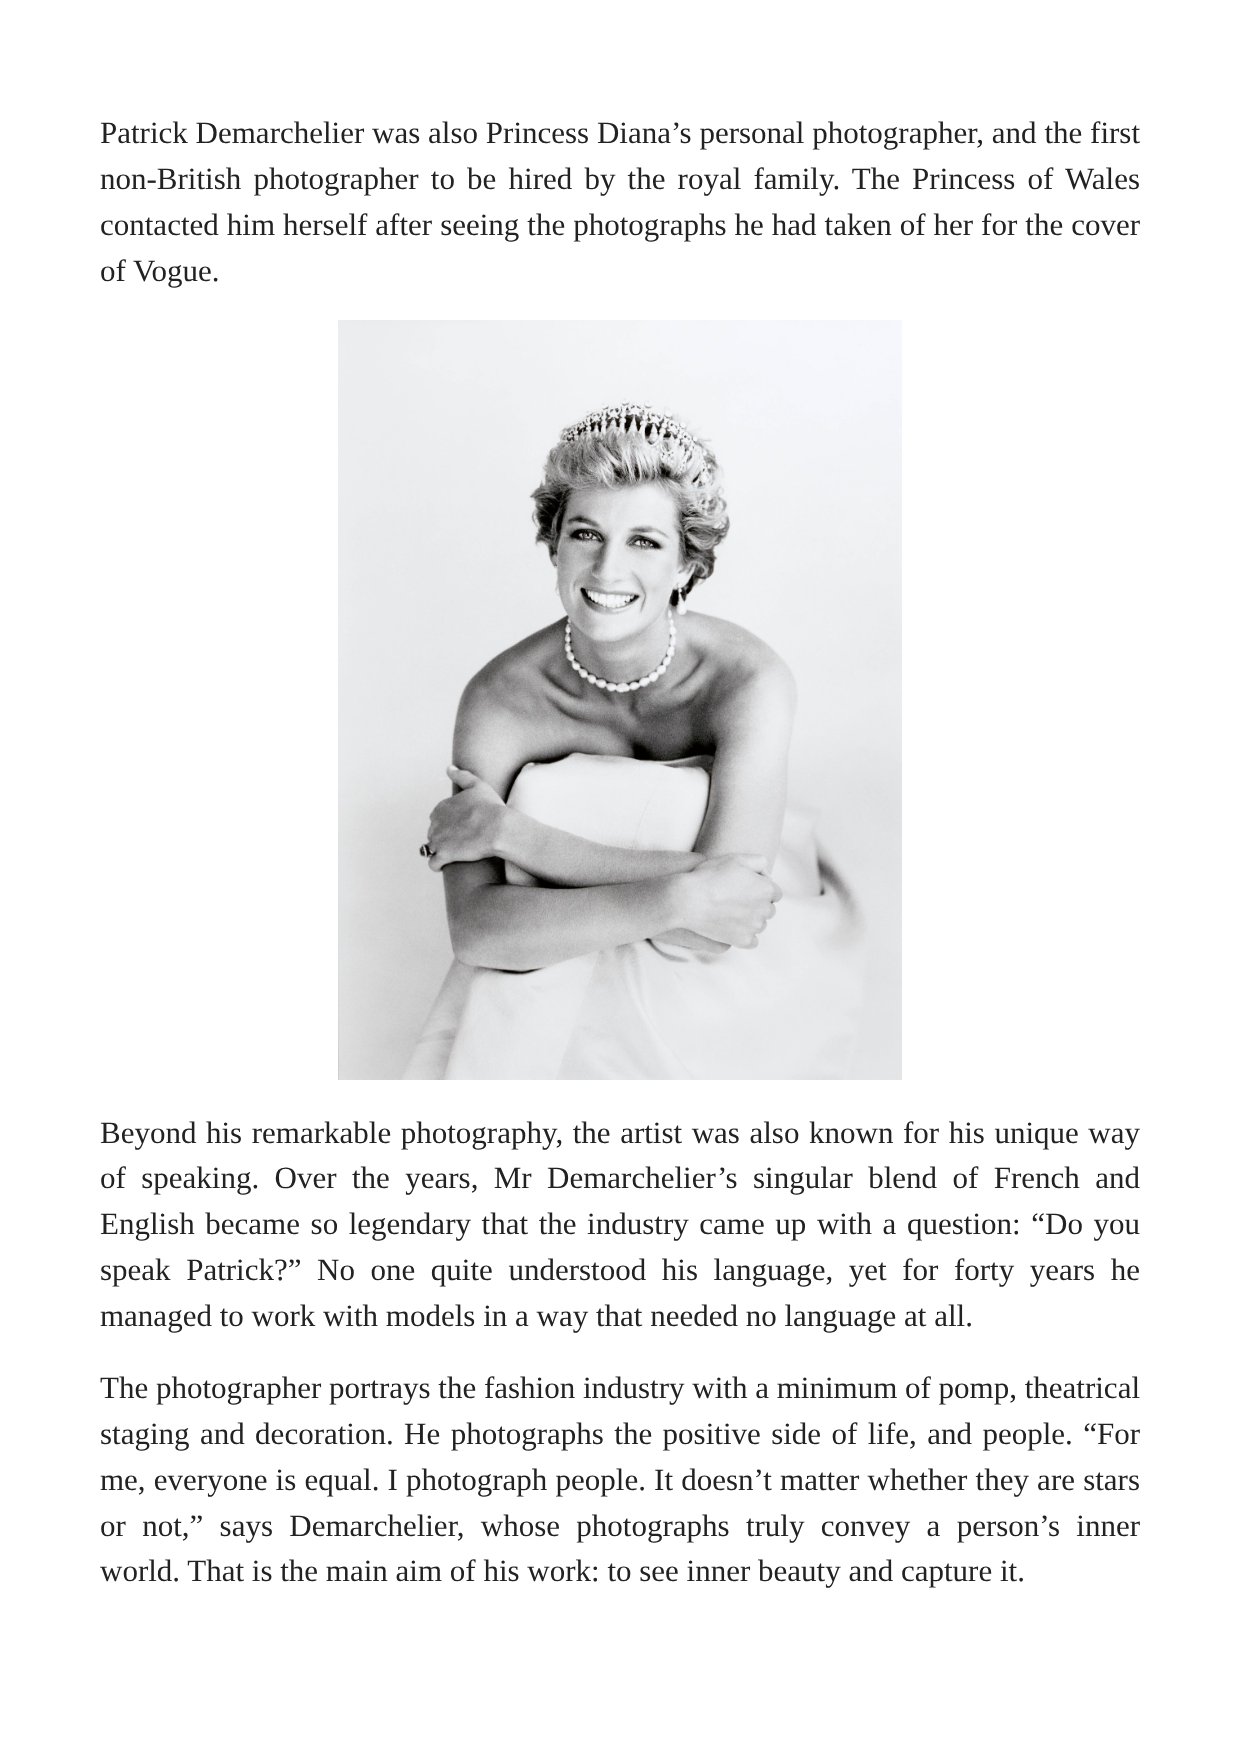 Patrick Demarchelier was also Princess Diana’s personal photographer, and the first
non-British photographer to be hired by the royal family. The Princess of Wales
contacted him herself after seeing the photographs he had taken of her for the cover
of Vogue.
Beyond his remarkable photography, the artist was also known for his unique way
of speaking. Over the years, Mr Demarchelier’s singular blend of French and
English became so legendary that the industry came up with a question: “Do you
speak Patrick?” No one quite understood his language, yet for forty years he
managed to work with models in a way that needed no language at all.
The photographer portrays the fashion industry with a minimum of pomp, theatrical
staging and decoration. He photographs the positive side of life, and people. “For
me, everyone is equal. I photograph people. It doesn’t matter whether they are stars
or not,” says Demarchelier, whose photographs truly convey a person’s inner
world. That is the main aim of his work: to see inner beauty and capture it.